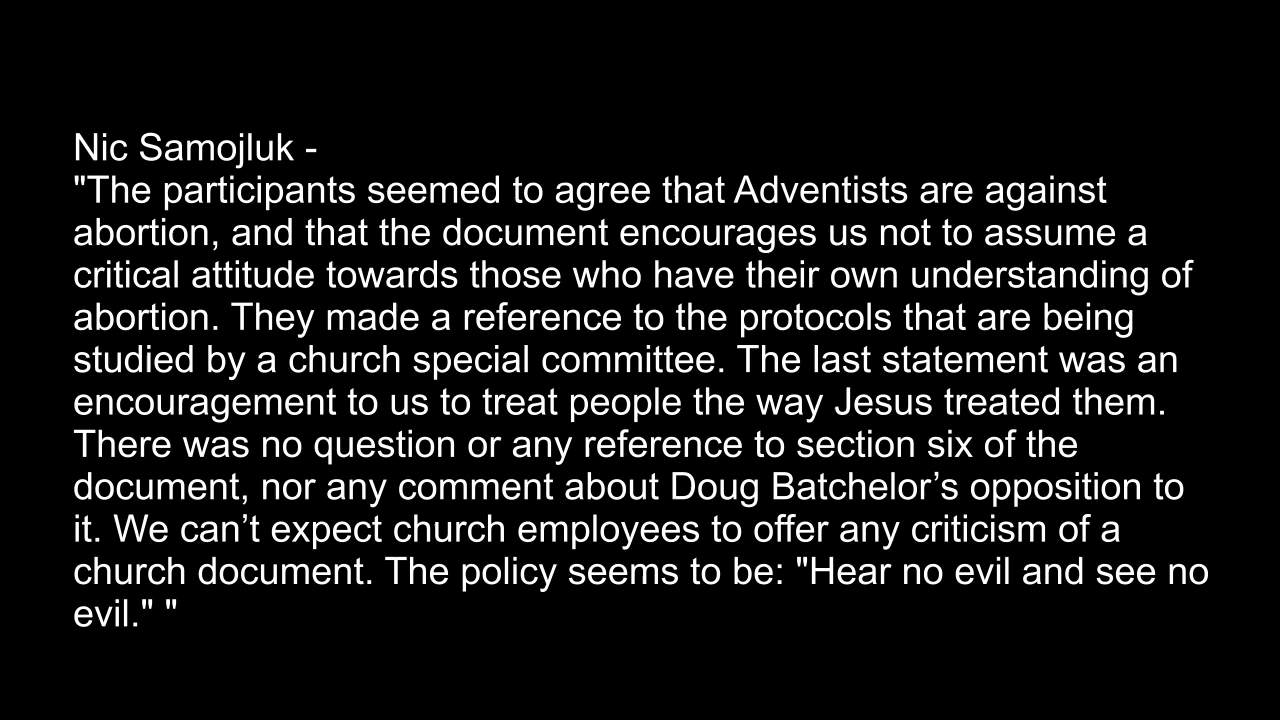 Nic Samojluk -
"The participants seemed to agree that Adventists are against
abortion, and that the document encourages us not to assume a
critical attitude towards those who have their own understanding of
abortion. They made a reference to the protocols that are being
studied by a church special committee. The last statement was an
encouragement to us to treat people the way Jesus treated them.
There was no question or any reference to section six of the
document, nor any comment about Doug Batchelor’s opposition to
it. We can’t expect church employees to offer any criticism of a
church document. The policy seems to be: "Hear no evil and see no
evil." "